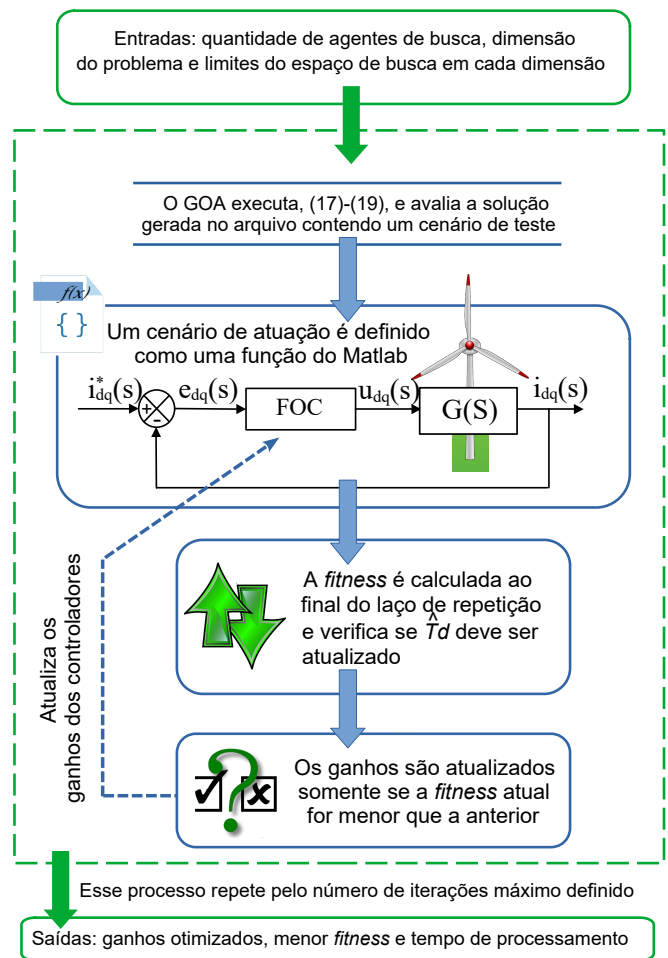 Entradas: quantidade de agentes de busca, dimensão
do problema e limites do espaço de busca em cada dimensão
O GOA executa, (17)-(19), e avalia a solução
gerada no arquivo contendo um cenário de teste
f(x)
{ }
Um cenário de atuação é definido
como uma função do Matlab
i*dq(s)
+
-
edq(s)
FOC
udq(s)
G(S)
idq(s)
Atualiza os
ganhos dos controladores
A fitness é calculada ao
final do laço de repetição
e verifica se T̂d deve ser
atualizado
Os ganhos são atualizados
somente se a fitness atual
for menor que a anterior
Esse processo repete pelo número de iterações máximo definido
Saídas: ganhos otimizados, menor fitness e tempo de processamento